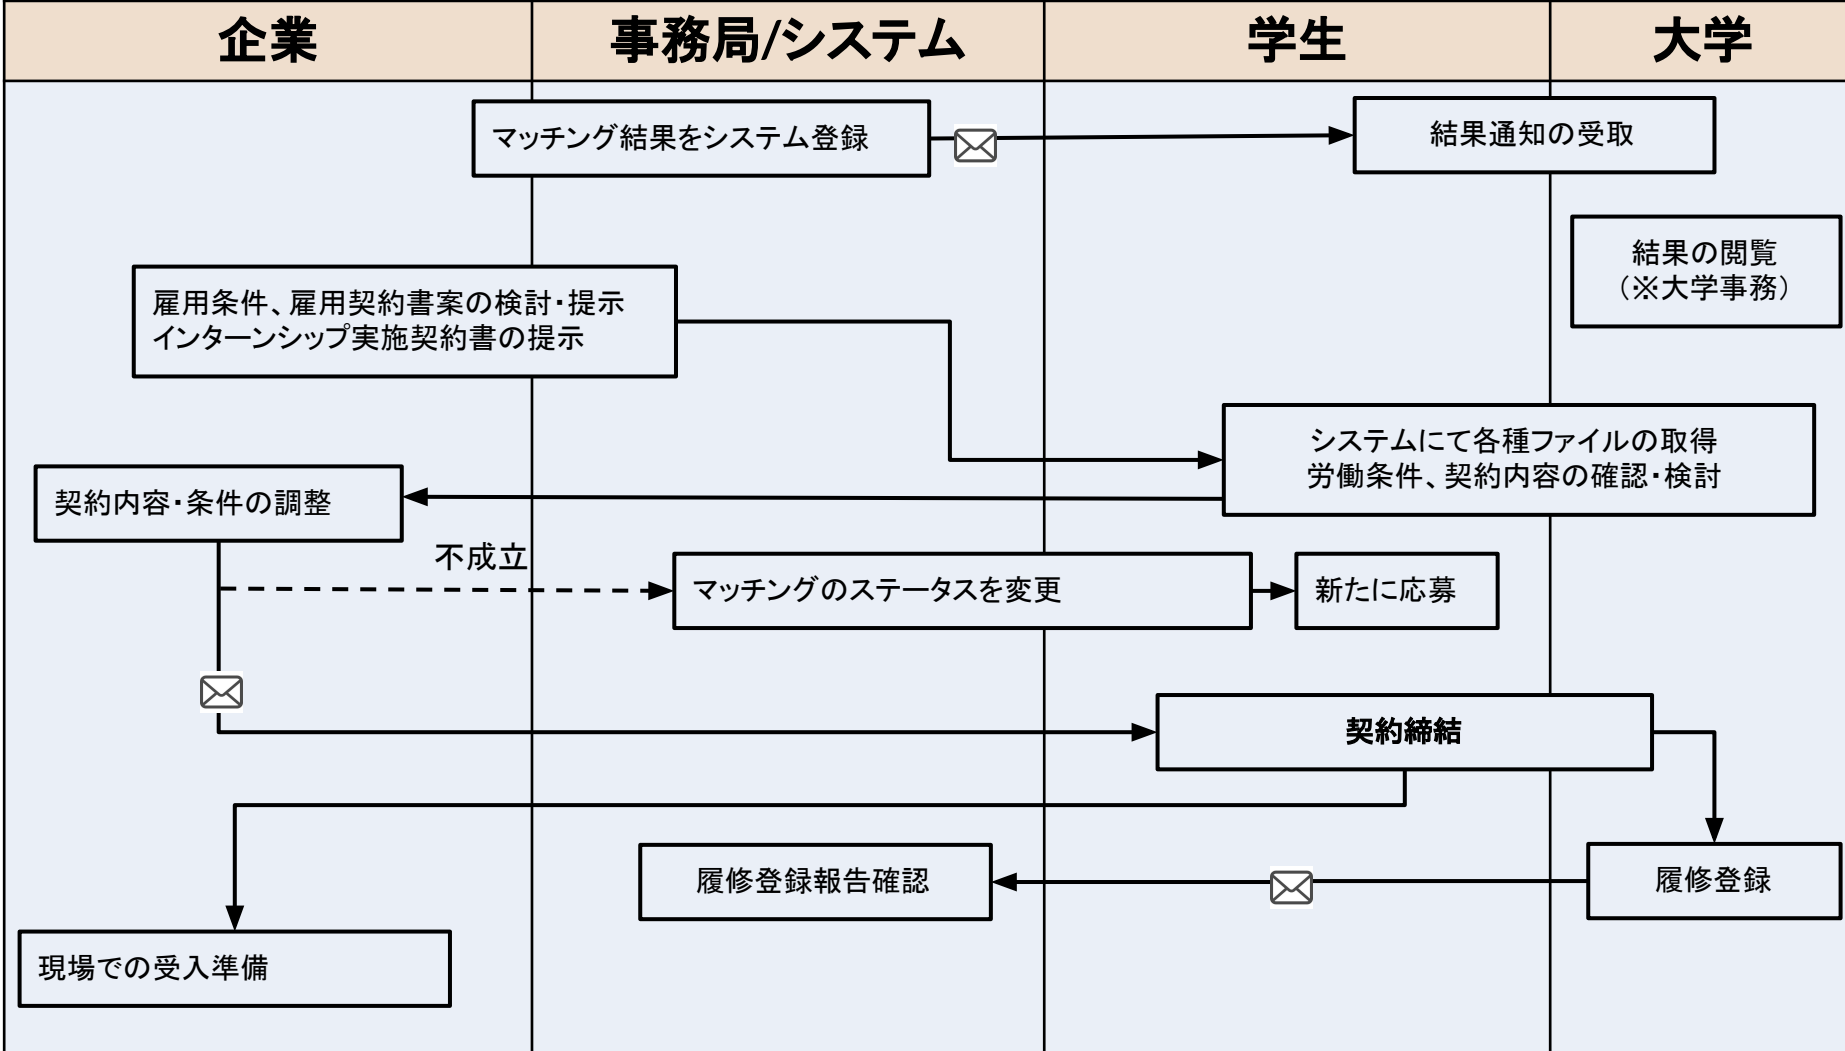 企業
事務局/システム
学生
大学
マッチング結果をシステム登録
結果通知の受取
結果の閲覧
（※大学事務）
雇用条件、雇用契約書案の検討・提示
インターンシップ実施契約書の提示
システムにて各種ファイルの取得
労働条件、契約内容の確認・検討
契約内容・条件の調整
不成立
マッチングのステータスを変更
新たに応募
契約締結
履修登録報告確認
履修登録
現場での受入準備